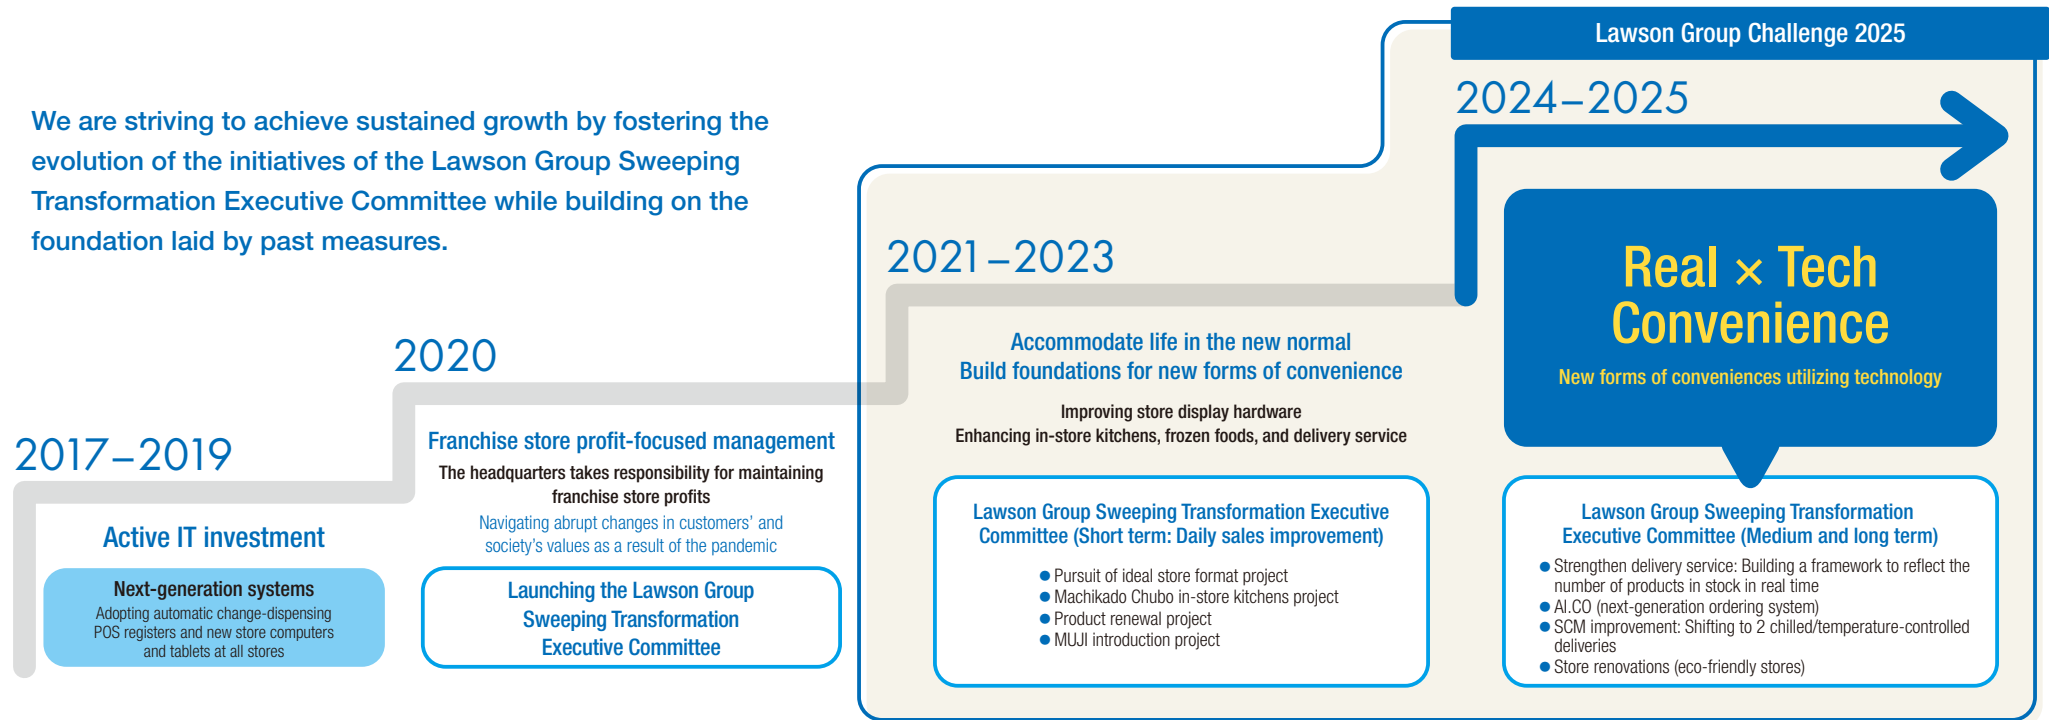 Lawson Group Challenge 2025
We are striving to achieve sustained growth by fostering the
evolution of the initiatives of the Lawson Group Sweeping
Transformation Executive Committee while building on the
foundation laid by past measures.
2017–2019
Active IT investment
Next-generation systems
Adopting automatic change-dispensing
POS registers and new store computers
and tablets at all stores
2020
Franchise store profit-focused management
The headquarters takes responsibility for maintaining
franchise store profits
Navigating abrupt changes in customers’ and
society’s values as a result of the pandemic
Launching the Lawson Group
Sweeping Transformation
Executive Committee
2021–2023
Accommodate life in the new normal
Build foundations for new forms of convenience
Improving store display hardware
Enhancing in-store kitchens, frozen foods, and delivery service
Lawson Group Sweeping Transformation Executive
Committee (Short term: Daily sales improvement)
● Pursuit of ideal store format project
● Machikado Chubo in-store kitchens project
● Product renewal project
● MUJI introduction project
2024–2025
Real × Tech
Convenience
New forms of conveniences utilizing technology
Lawson Group Sweeping Transformation
Executive Committee (Medium and long term)
● Strengthen delivery service: Building a framework to reflect the
number of products in stock in real time
● AI.CO (next-generation ordering system)
● SCM improvement: Shifting to 2 chilled/temperature-controlled
deliveries
● Store renovations (eco-friendly stores)